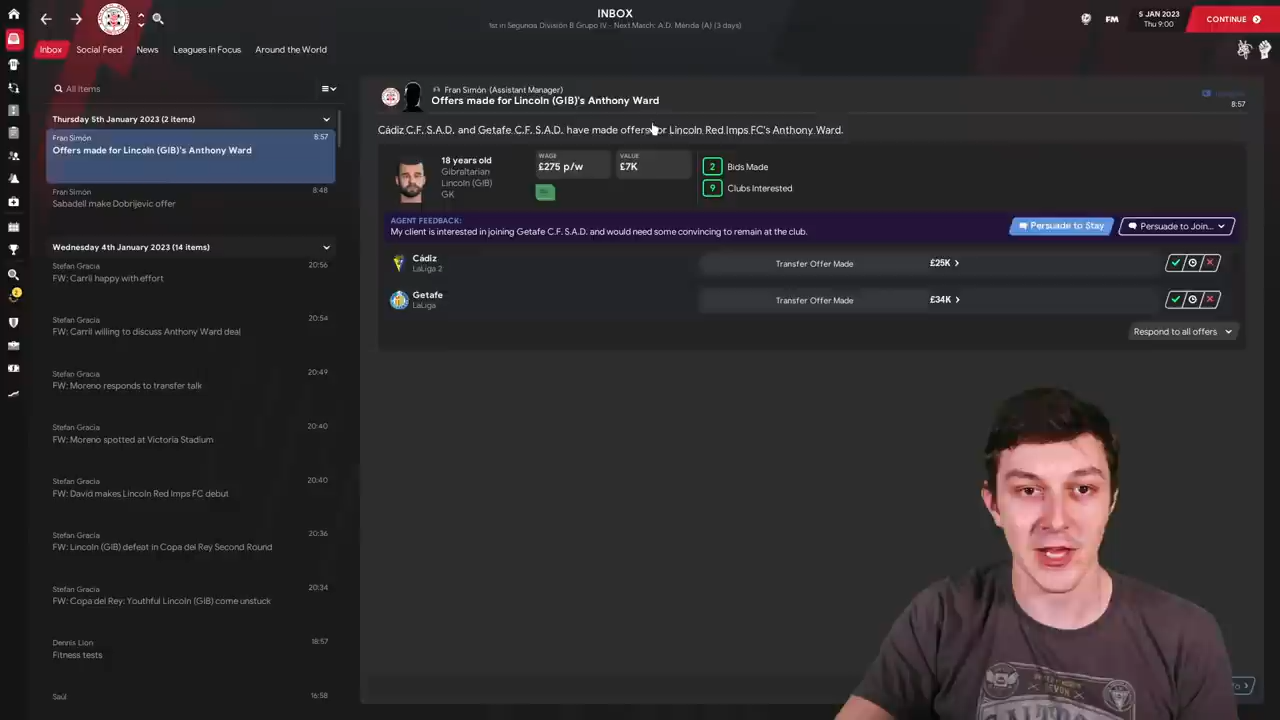 INBOX
1st in Segunda División B Grupo IV - Next Match: A.D. Mérida (A) (3 days)
FM
5 JAN 2023
Thu 9:00
CONTINUE
Inbox
Social Feed
News
Leagues in Focus
Around the World
All Items
Thursday 5th January 2023 (2 items)
Fran Simón
8:57
Offers made for Lincoln (GIB)'s Anthony Ward
Fran Simón
8:48
Sabadell make Dobrijevic offer
Wednesday 4th January 2023 (14 items)
Stefan Gracia
20:56
FW: Carril happy with effort
Stefan Gracia
20:54
FW: Carril willing to discuss Anthony Ward deal
Stefan Gracia
20:49
FW: Moreno responds to transfer talk
Stefan Gracia
20:40
FW: Moreno spotted at Victoria Stadium
Stefan Gracia
20:40
FW: David makes Lincoln Red Imps FC debut
Stefan Gracia
20:36
FW: Lincoln (GIB) defeat in Copa del Rey Second Round
Stefan Gracia
20:34
FW: Copa del Rey: Youthful Lincoln (GIB) come unstuck
Dennis Lion
18:57
Fitness tests
Saúl
16:58
Fran Simón (Assistant Manager)
Offers made for Lincoln (GIB)'s Anthony Ward
8:57
Cádiz C.F. S.A.D. and Getafe C.F. S.A.D. have made offers for Lincoln Red Imps FC's Anthony Ward.
18 years old
Gibraltarian
Lincoln (GIB)
GK
WAGE
£275 p/w
VALUE
£7K
2 Bids Made
9 Clubs Interested
AGENT FEEDBACK:
My client is interested in joining Getafe C.F. S.A.D. and would need some convincing to remain at the club.
Persuade to Stay
Persuade to Join...
Cádiz
LaLiga 2
Transfer Offer Made
£25K
Getafe
LaLiga
Transfer Offer Made
£34K
Respond to all offers
DEVON